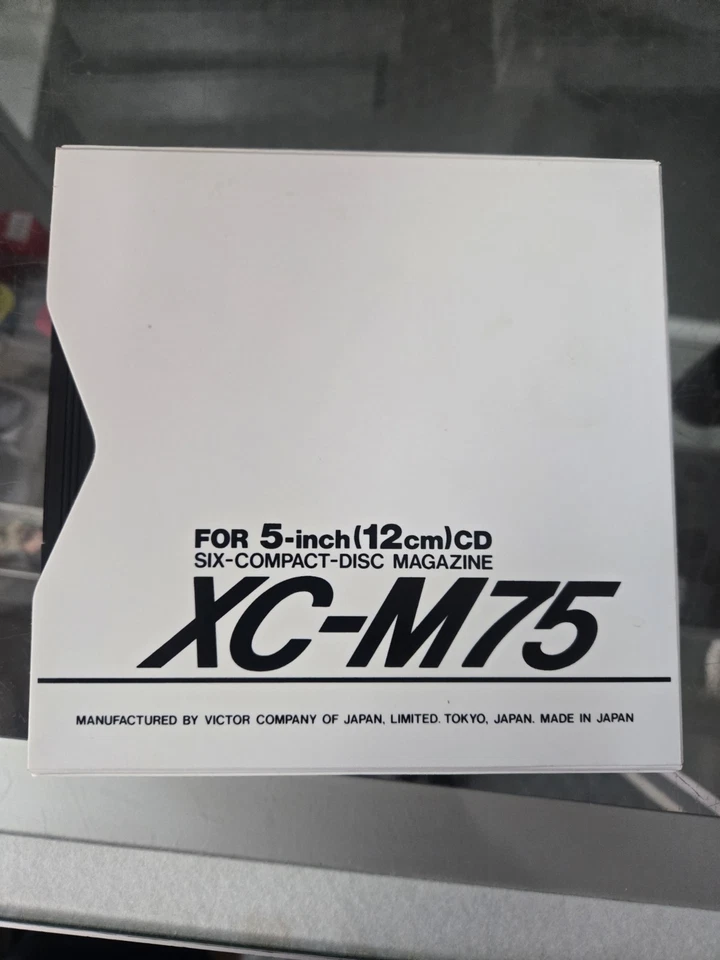 FOR 5-inch(12cm)CD
SIX-COMPACT-DISC MAGAZINE
XC-M75
MANUFACTURED BY VICTOR COMPANY OF JAPAN, LIMITED. TOKYO, JAPAN. MADE IN JAPAN